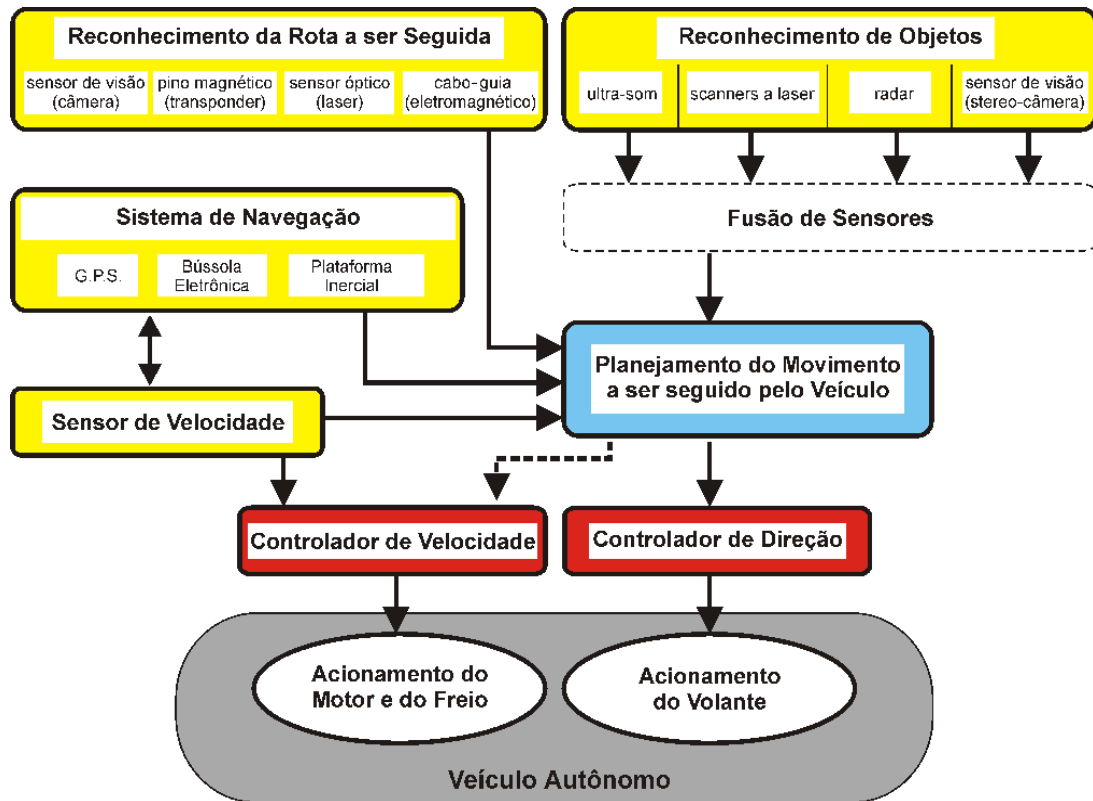 Reconhecimento da Rota a ser Seguida
sensor de visão
(câmera)
pino magnético
(transponder)
sensor óptico
(laser)
cabo-guia
(eletromagnético)
Reconhecimento de Objetos
ultra-som
scanners a laser
radar
sensor de visão
(stereo-câmera)
Fusão de Sensores
Sistema de Navegação
G.P.S.
Bússola
Eletrônica
Plataforma
Inercial
Planejamento do Movimento
a ser seguido pelo Veículo
Sensor de Velocidade
Controlador de Velocidade
Controlador de Direção
Acionamento do
Motor e do Freio
Acionamento
do Volante
Veículo Autônomo